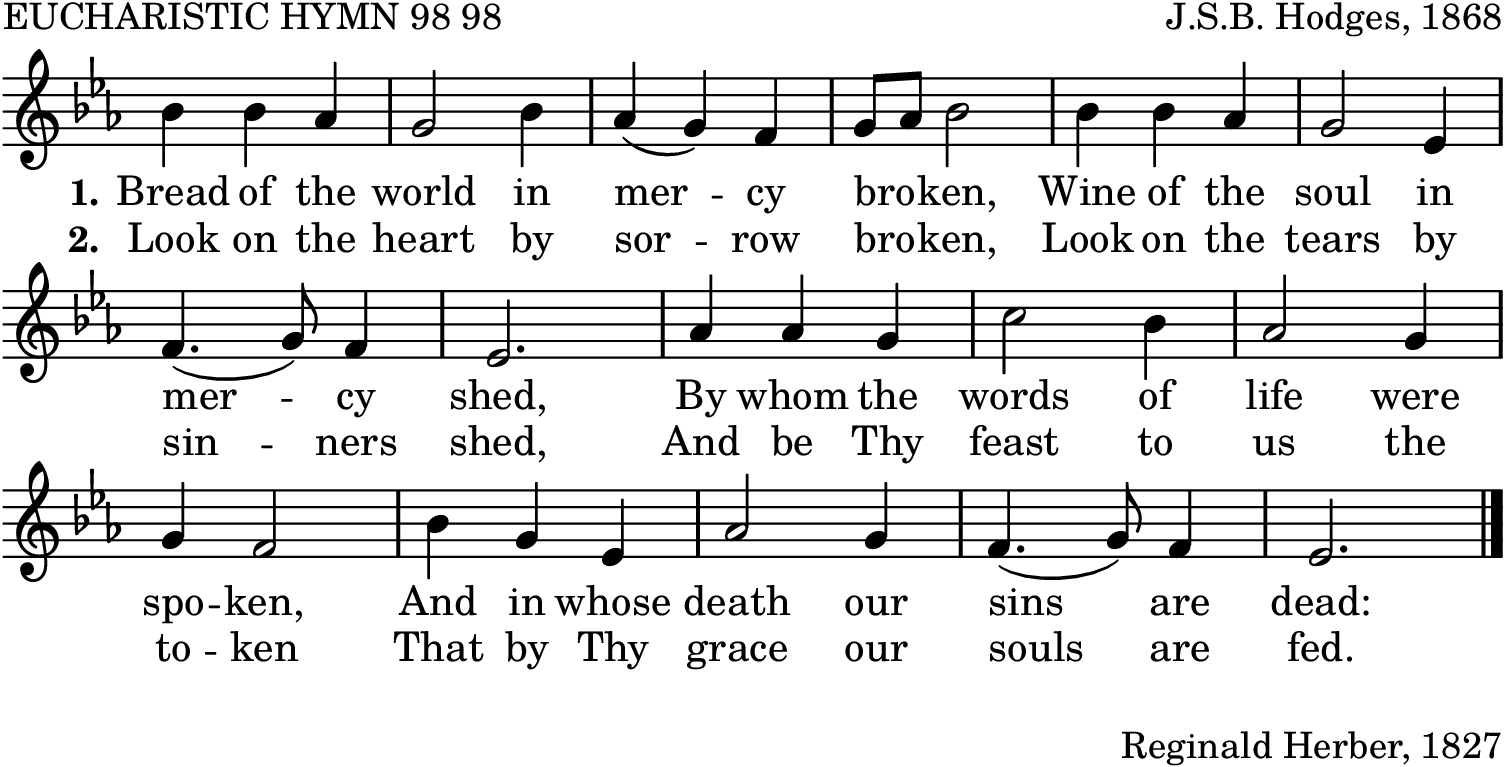 EUCHARISTIC HYMN 98 98 J.S.B. Hodges, 1868
1. Bread of the world in mer - cy broken, Wine of the soul in
2. Look on the heart by sor - row broken, Look on the tears by
mer - cy shed, By whom the words of life were
sin - ners shed, And be Thy feast to us the
spo - ken, And in whose death our sins are dead:
to - ken That by Thy grace our souls are fed.
Reginald Herber, 1827